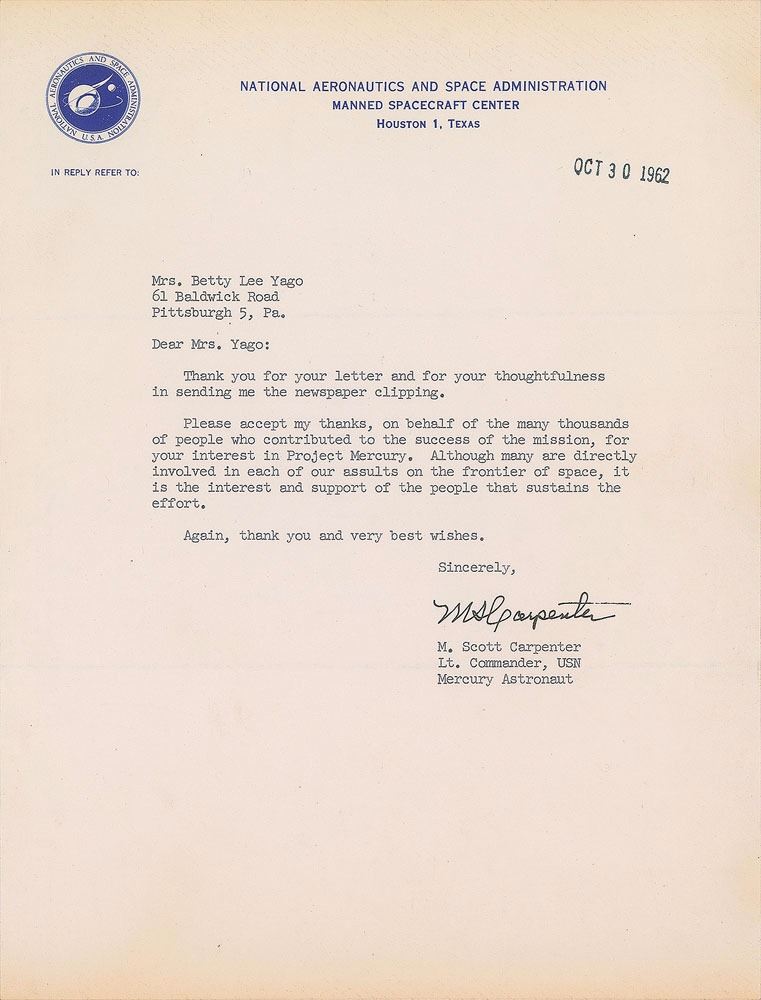 NATIONAL AERONAUTICS AND SPACE ADMINISTRATION
U.S.A.
NATIONAL AERONAUTICS AND SPACE ADMINISTRATION
MANNED SPACECRAFT CENTER
HOUSTON 1, TEXAS
IN REPLY REFER TO:
OCT 30 1962
Mrs. Betty Lee Yago
61 Baldwick Road
Pittsburgh 5, Pa.
Dear Mrs. Yago:
Thank you for your letter and for your thoughtfulness
in sending me the newspaper clipping.
Please accept my thanks, on behalf of the many thousands
of people who contributed to the success of the mission, for
your interest in Project Mercury. Although many are directly
involved in each of our assults on the frontier of space, it
is the interest and support of the people that sustains the
effort.
Again, thank you and very best wishes.
Sincerely,
MSCarpenter
M. Scott Carpenter
Lt. Commander, USN
Mercury Astronaut